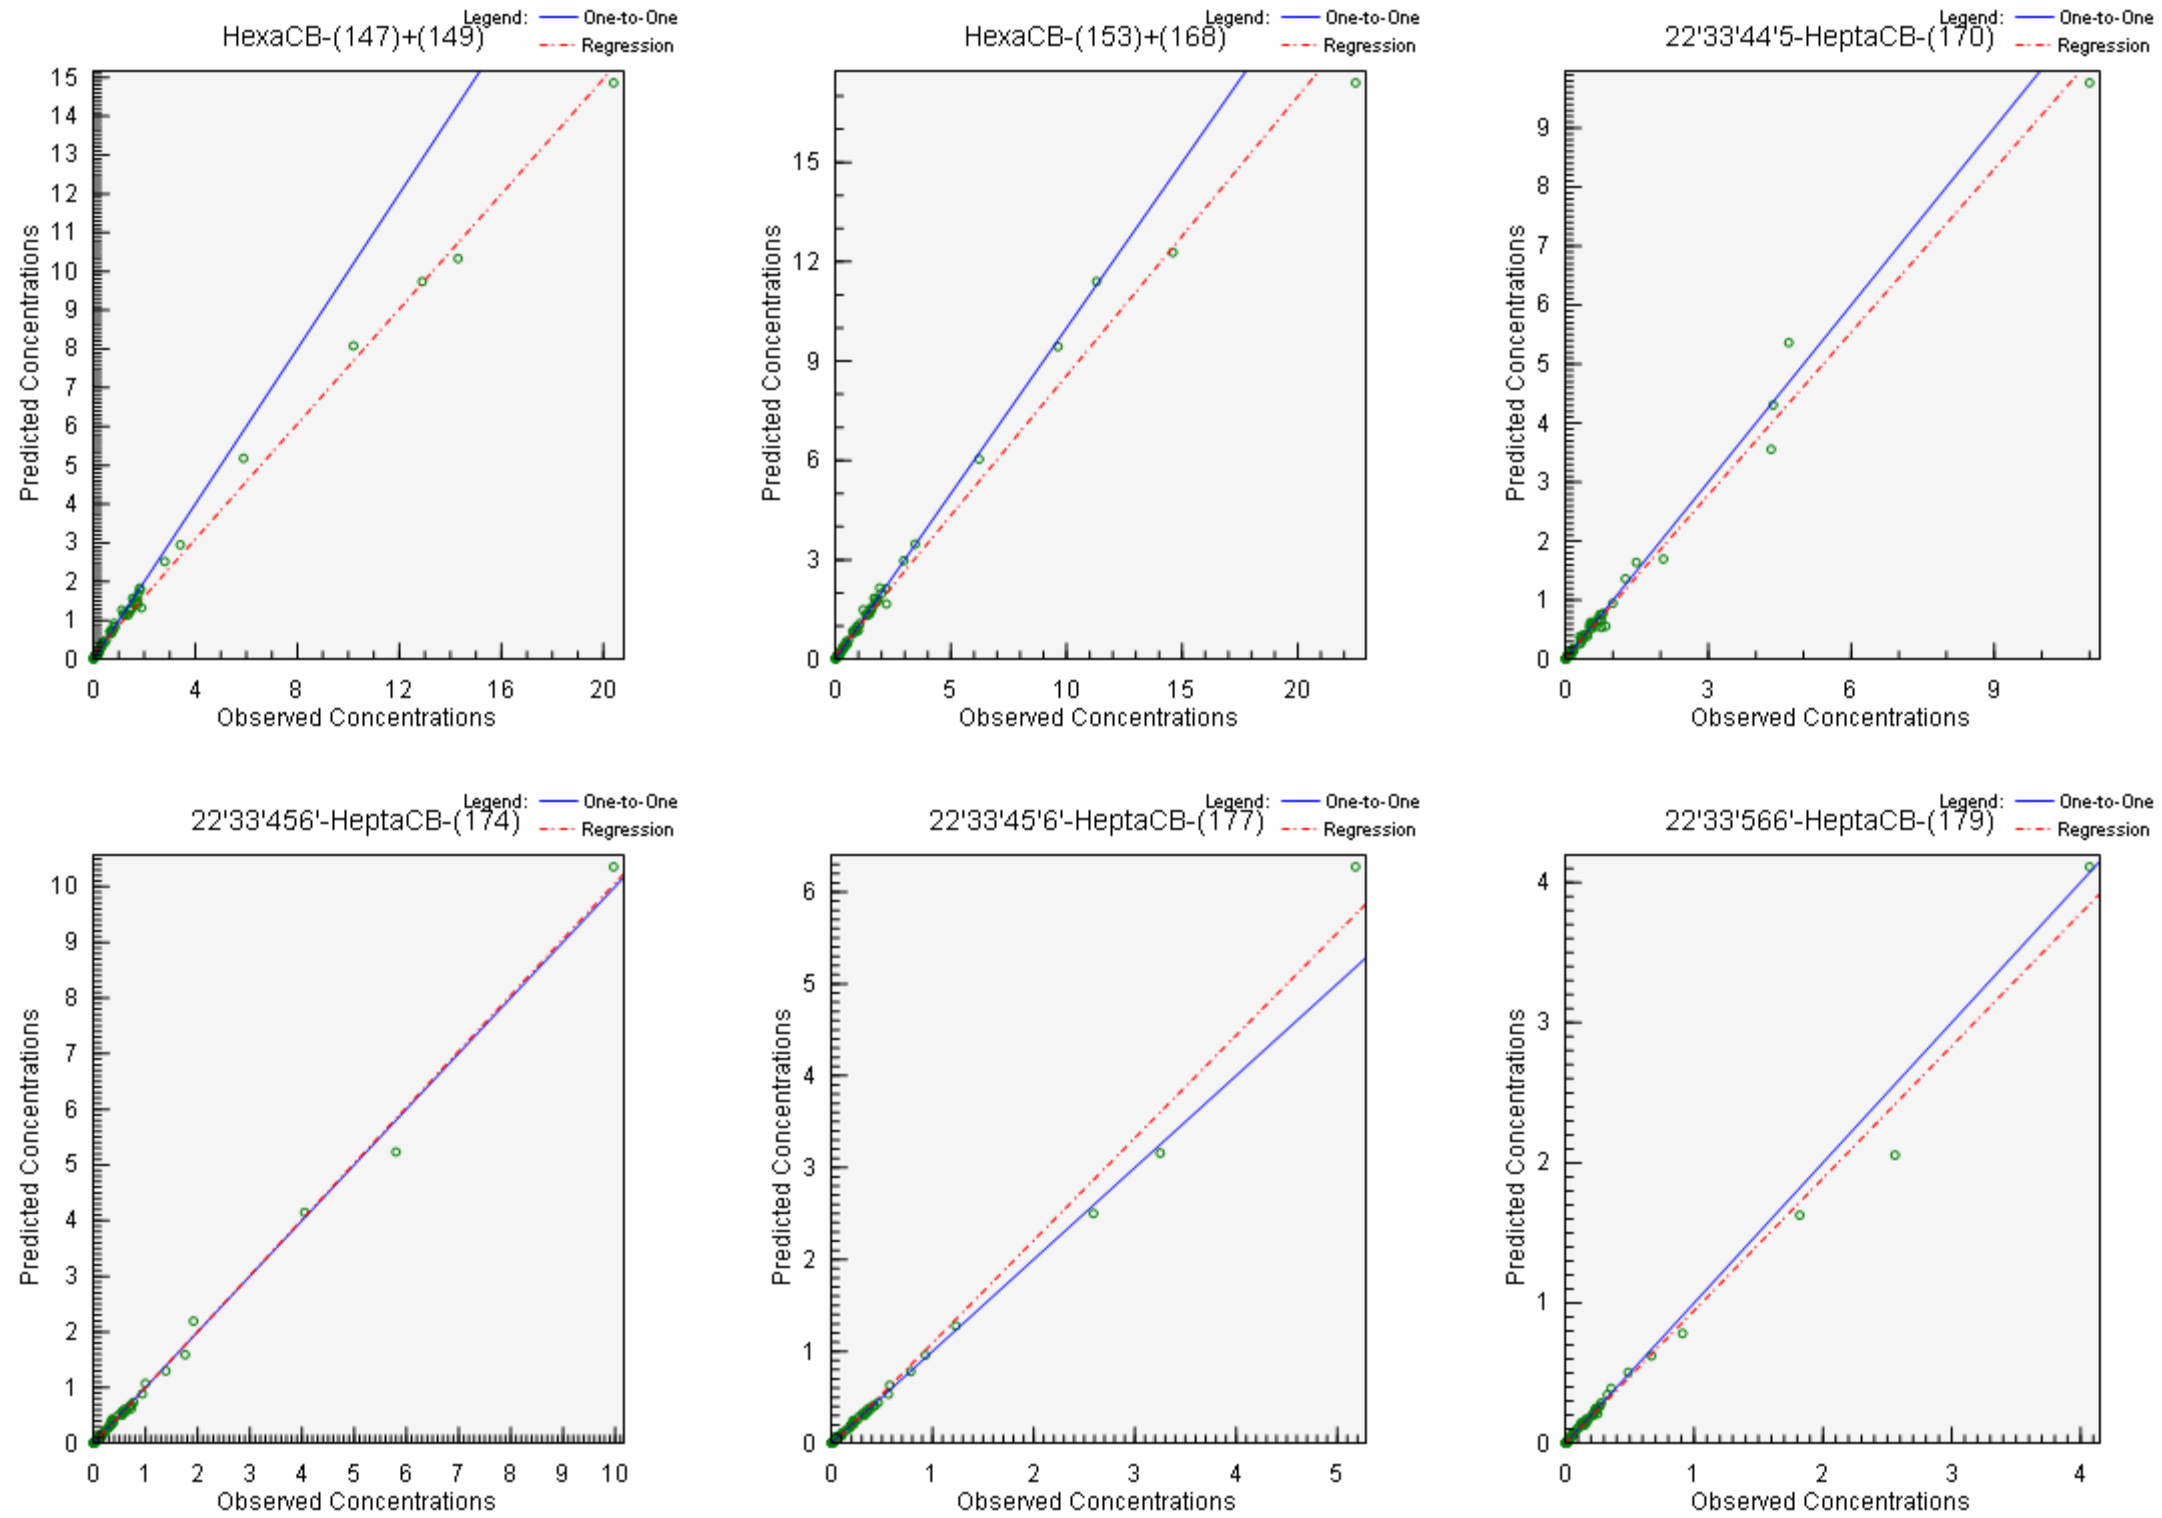 Legend: One-to-One
HexaCB-(147)+(149)
Regression
15
14
13
12
11
10
9
8
7
6
5
4
3
2
1
0
Predicted Concentrations
0 4 8 12 16 20
Observed Concentrations
Legend: One-to-One
HexaCB-(153)+(168)
Regression
15
12
9
6
3
0
Predicted Concentrations
0 5 10 15 20
Observed Concentrations
Legend: One-to-One
22'33'44'5-HeptaCB-(170)
Regression
9
8
7
6
5
4
3
2
1
0
Predicted Concentrations
0 3 6 9
Observed Concentrations
Legend: One-to-One
22'33'456'-HeptaCB-(174)
Regression
10
9
8
7
6
5
4
3
2
1
0
Predicted Concentrations
0 1 2 3 4 5 6 7 8 9 10
Observed Concentrations
Legend: One-to-One
22'33'45'6'-HeptaCB-(177)
Regression
6
5
4
3
2
1
0
Predicted Concentrations
0 1 2 3 4 5
Observed Concentrations
Legend: One-to-One
22'33'566'-HeptaCB-(179)
Regression
4
3
2
1
0
Predicted Concentrations
0 1 2 3 4
Observed Concentrations